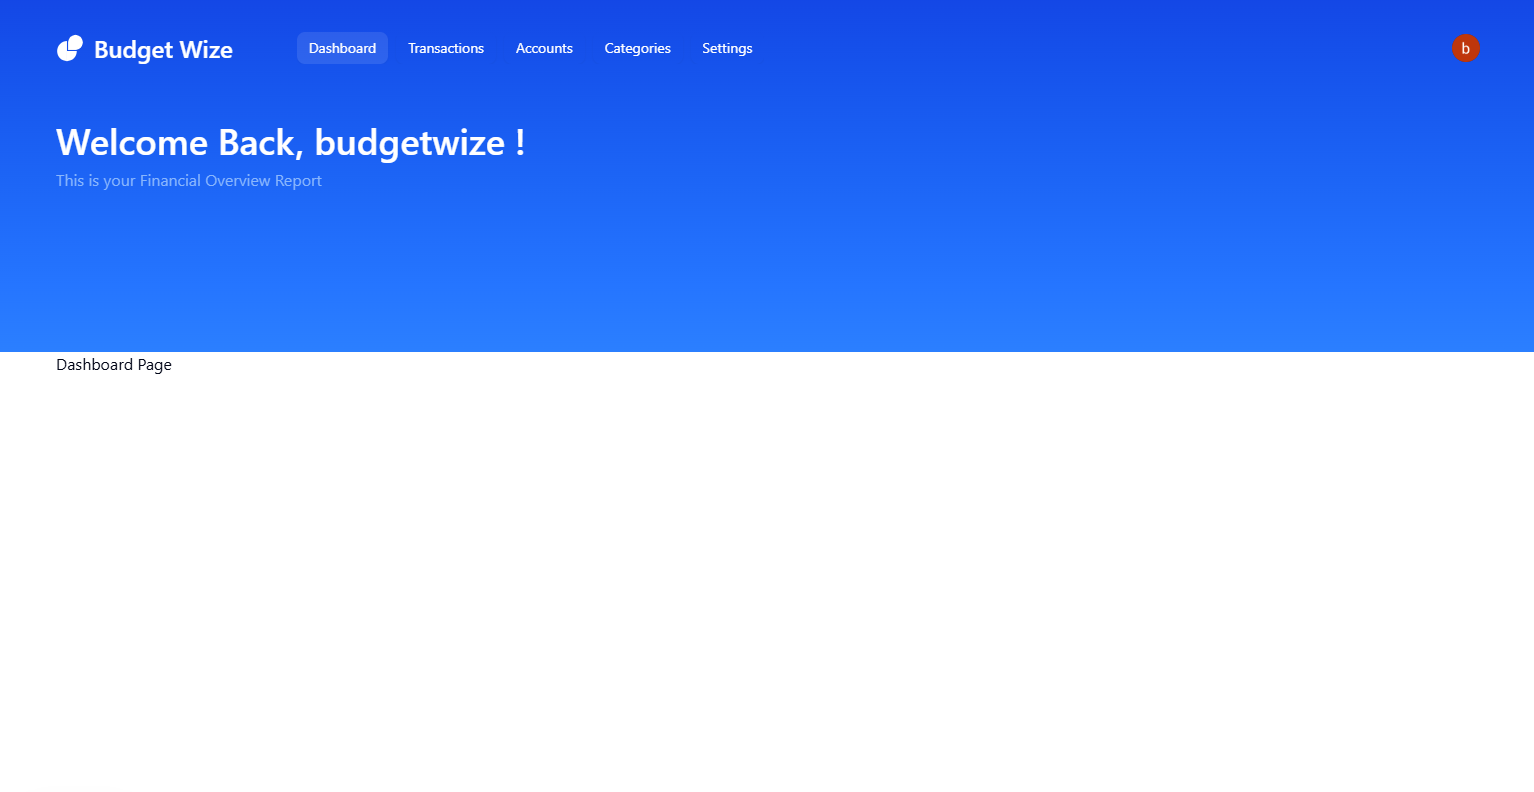 Budget Wize
Dashboard Transactions Accounts Categories Settings
b
Welcome Back, budgetwize !
This is your Financial Overview Report
Dashboard Page